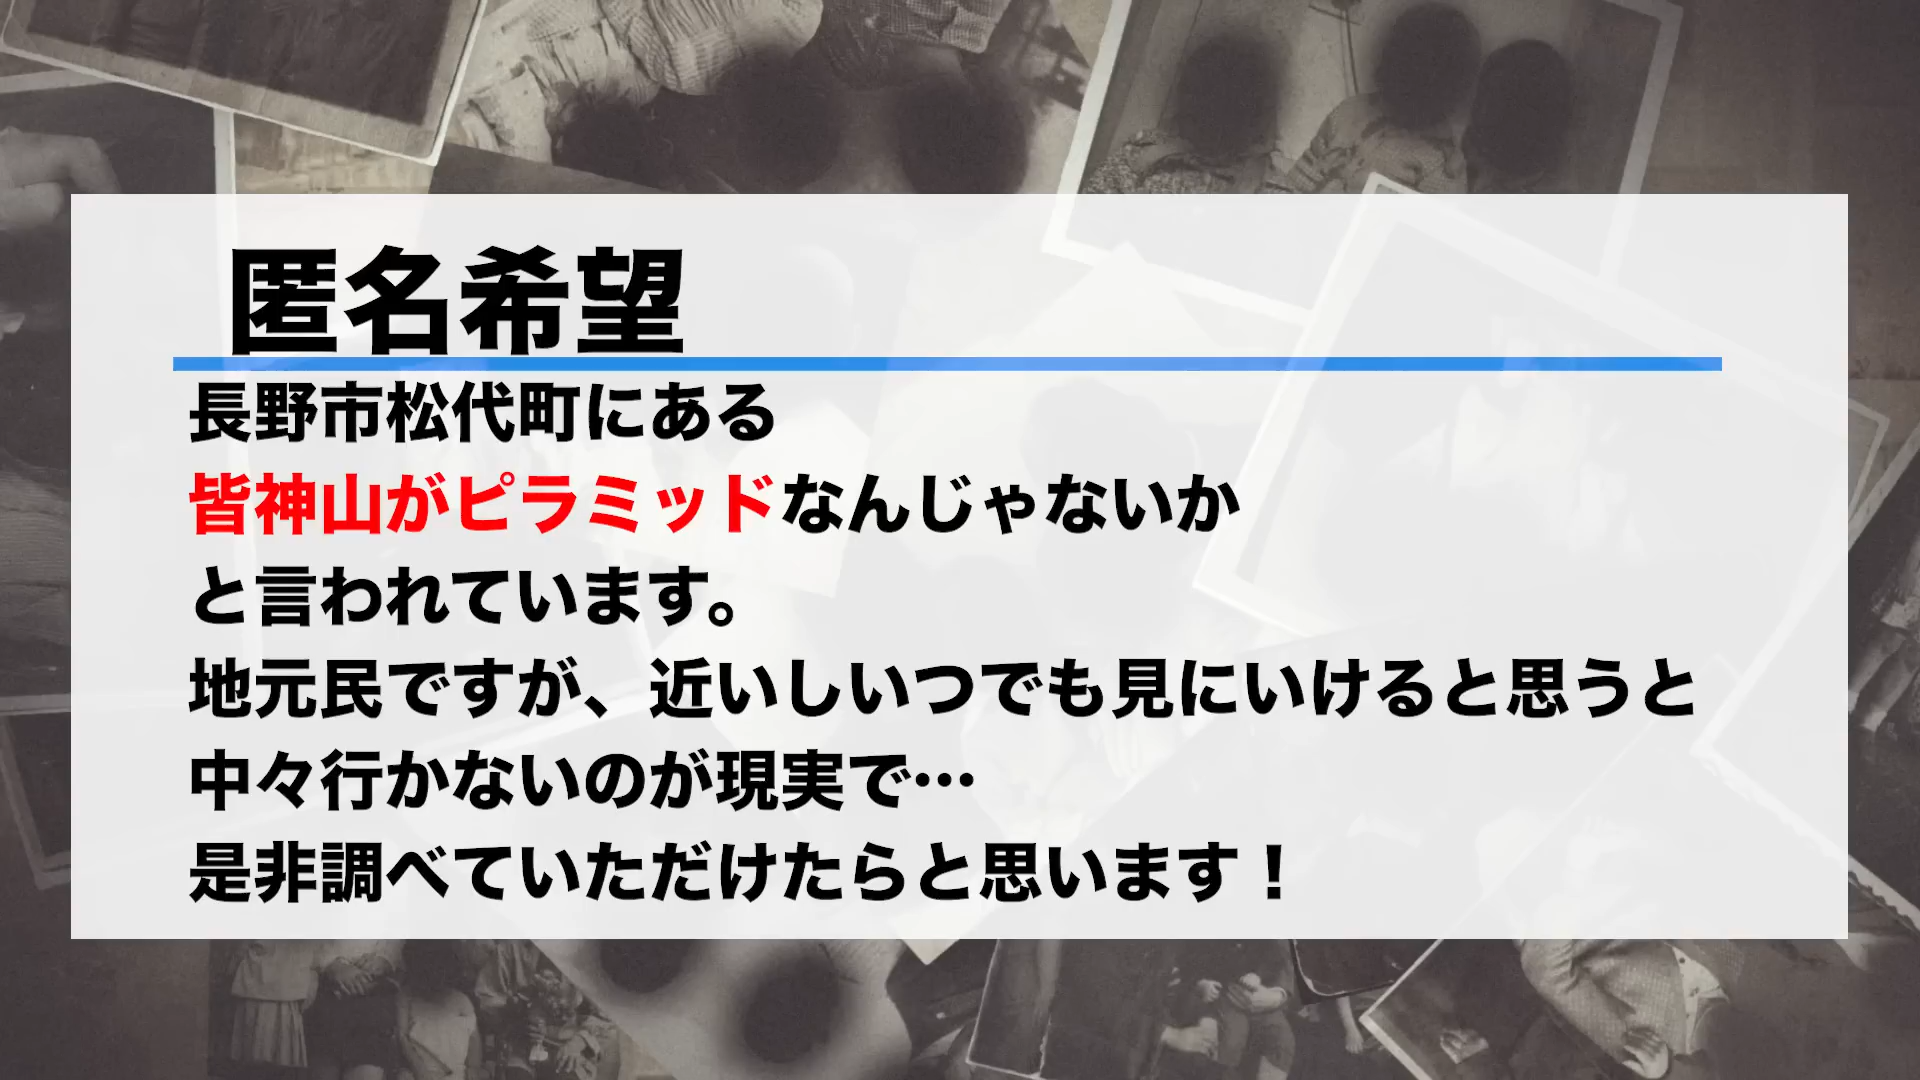 匿名希望
長野市松代町にある
皆神山がピラミッドなんじゃないか
と言われています。
地元民ですが、近いしいつでも見にいけると思うと
中々行かないのが現実で…
是非調べていただけたらと思います！